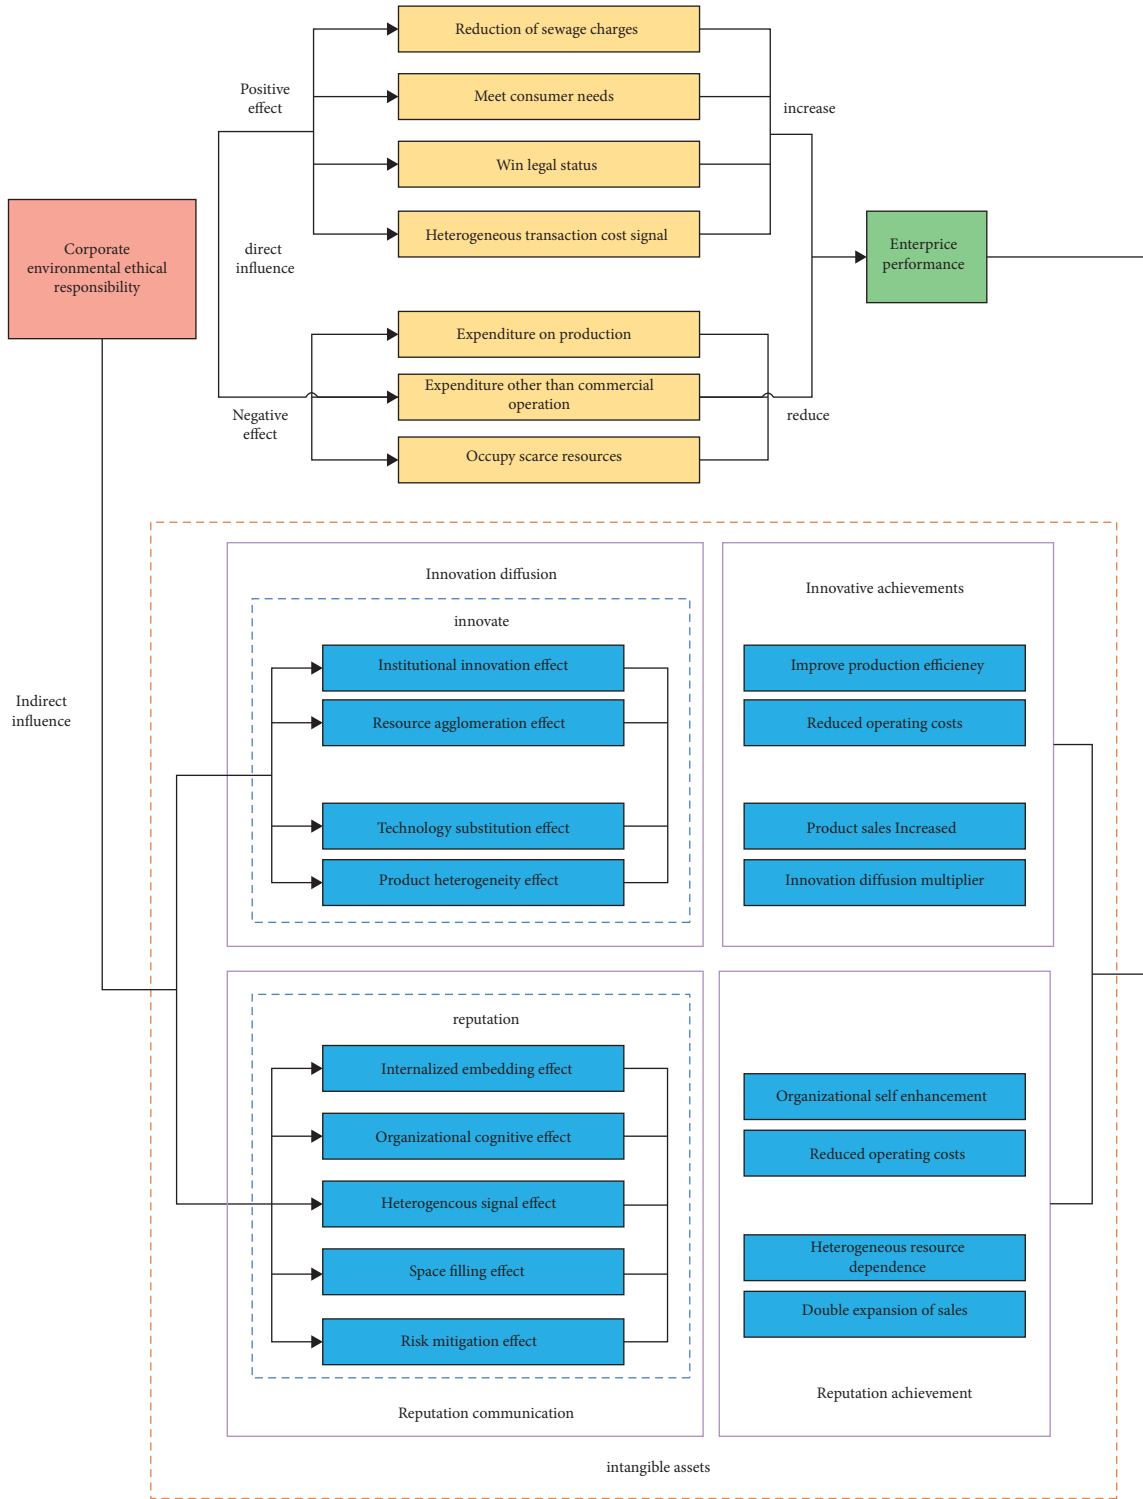 Reduction of sewage charges
Positive
effect
Meet consumer needs
increase
Win legal status
Corporate
environmental ethical
responsibility
direct
influence
Heterogeneous transaction cost signal
Enterprice
performance
Expenditure on production
Expenditure other than commercial
operation
Negative
effect
reduce
Occupy scarce resources
Innovation diffusion
Innovative achievements
innovate
Institutional innovation effect
Improve production efficieney
Indirect
influence
Resource agglomeration effect
Reduced operating costs
Technology substitution effect
Product sales Increased
Product heterogeneity effect
Innovation diffusion multiplier
reputation
Internalized embedding effect
Organizational self enhancement
Organizational cognitive effect
Reduced operating costs
Heterogencous signal effect
Heterogeneous resource
dependence
Space filling effect
Double expansion of sales
Risk mitigation effect
Reputation achievement
Reputation communication
intangible assets